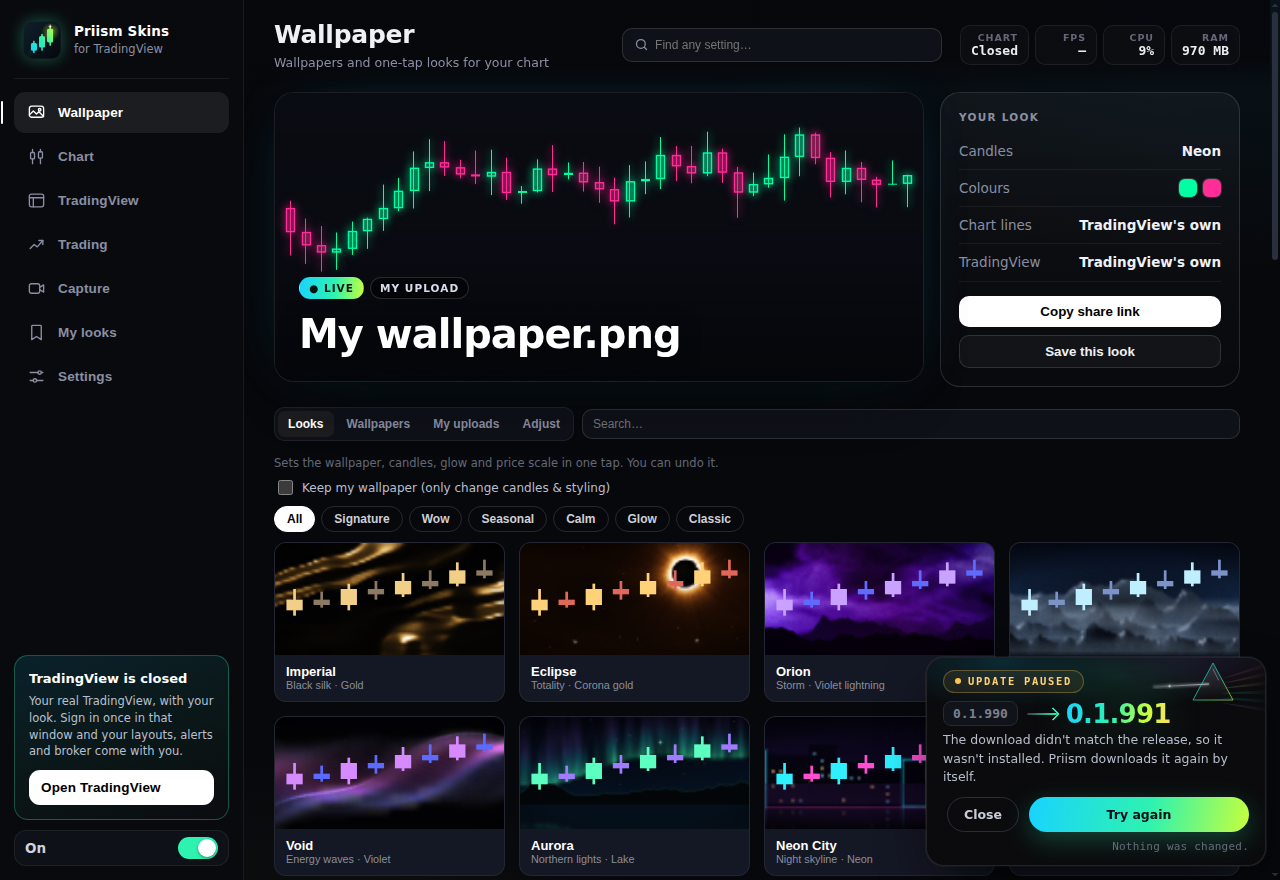 Priism Skins
for TradingView
Wallpaper
Chart
TradingView
Trading
Capture
My looks
Settings
TradingView is closed
Your real TradingView, with your
look. Sign in once in that
window and your layouts, alerts
and broker come with you.
Open TradingView
On
Wallpaper
Wallpapers and one-tap looks for your chart
Find any setting…
CHART
Closed
FPS
–
CPU
9%
RAM
970 MB
● LIVE
MY UPLOAD
My wallpaper.png
YOUR LOOK
Candles Neon
Colours
Chart lines TradingView's own
TradingView TradingView's own
Copy share link
Save this look
Looks Wallpapers My uploads Adjust
Search…
Sets the wallpaper, candles, glow and price scale in one tap. You can undo it.
Keep my wallpaper (only change candles & styling)
All Signature Wow Seasonal Calm Glow Classic
Imperial
Black silk · Gold
Eclipse
Totality · Corona gold
Orion
Storm · Violet lightning
Void
Energy waves · Violet
Aurora
Northern lights · Lake
Neon City
Night skyline · Neon
UPDATE PAUSED
0.1.990 → 0.1.991
The download didn't match the release, so it
wasn't installed. Priism downloads it again by
itself.
Close
Try again
Nothing was changed.